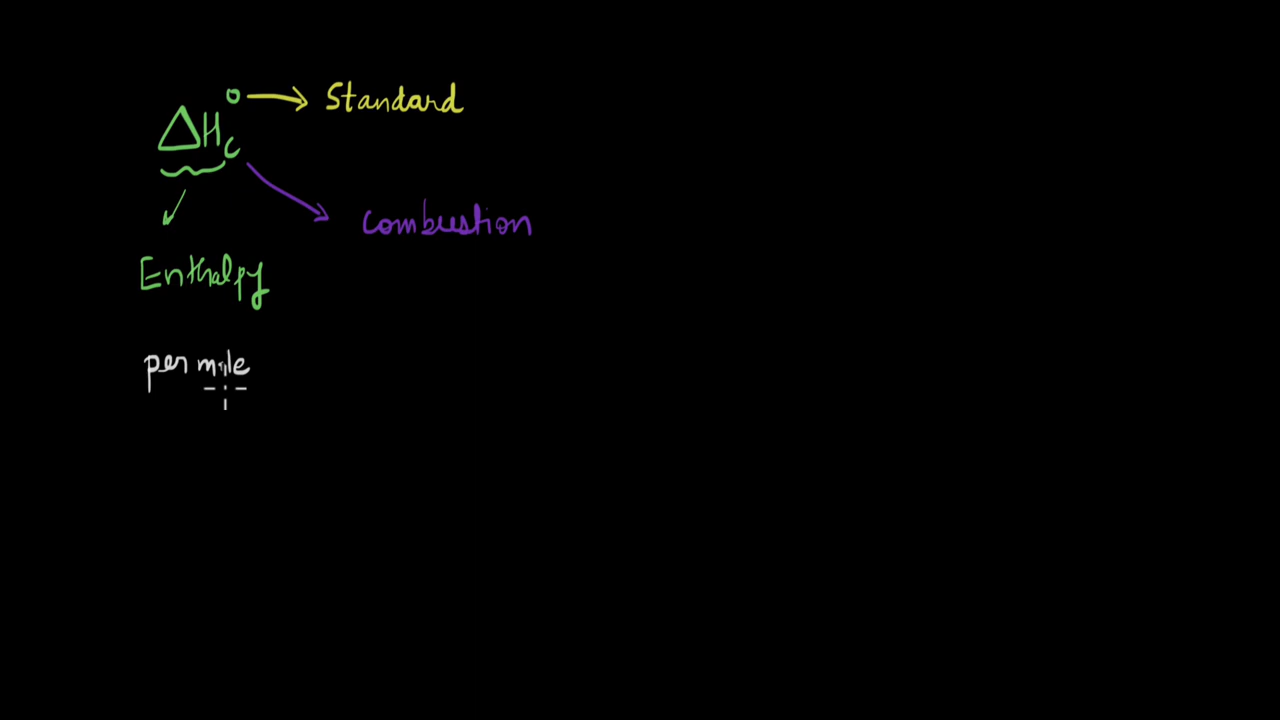 ΔH°c → Standard
Combustion
Enthalpy
per mole